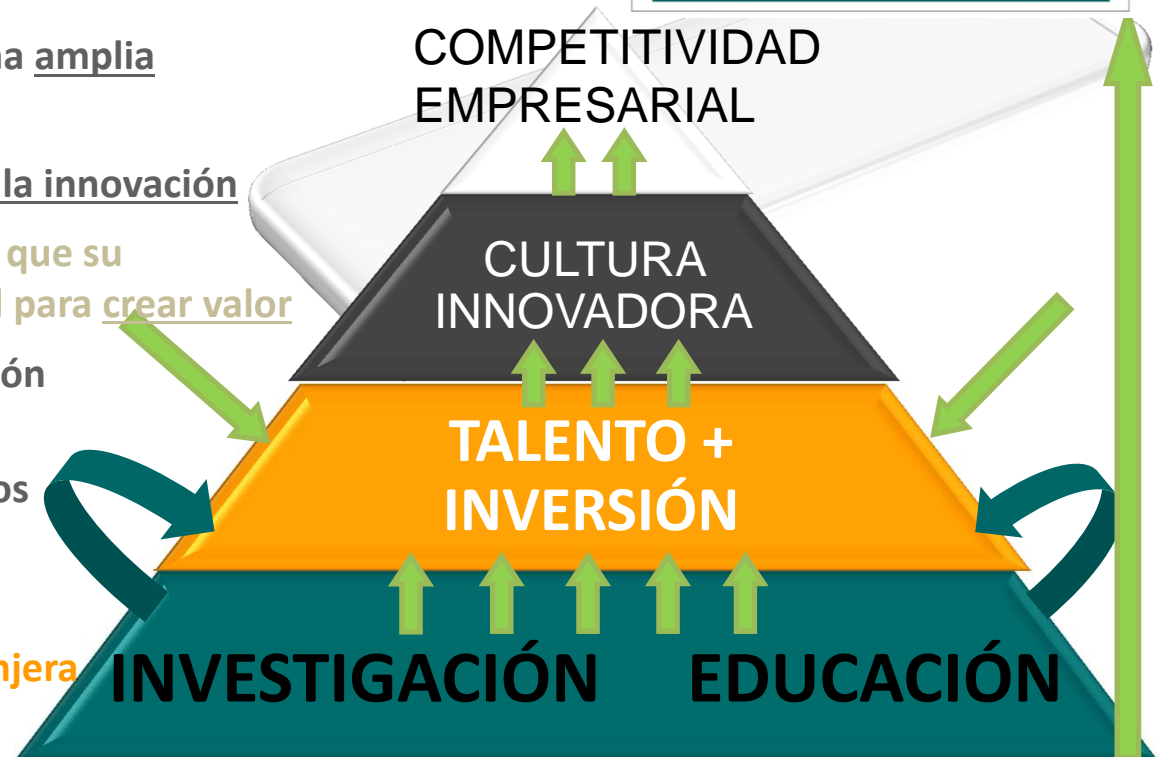 a amplia
la innovación
que su
para crear valor
ón
os
njera
COMPETITIVIDAD
EMPRESARIAL
CULTURA
INNOVADORA
TALENTO +
INVERSIÓN
INVESTIGACIÓN EDUCACIÓN